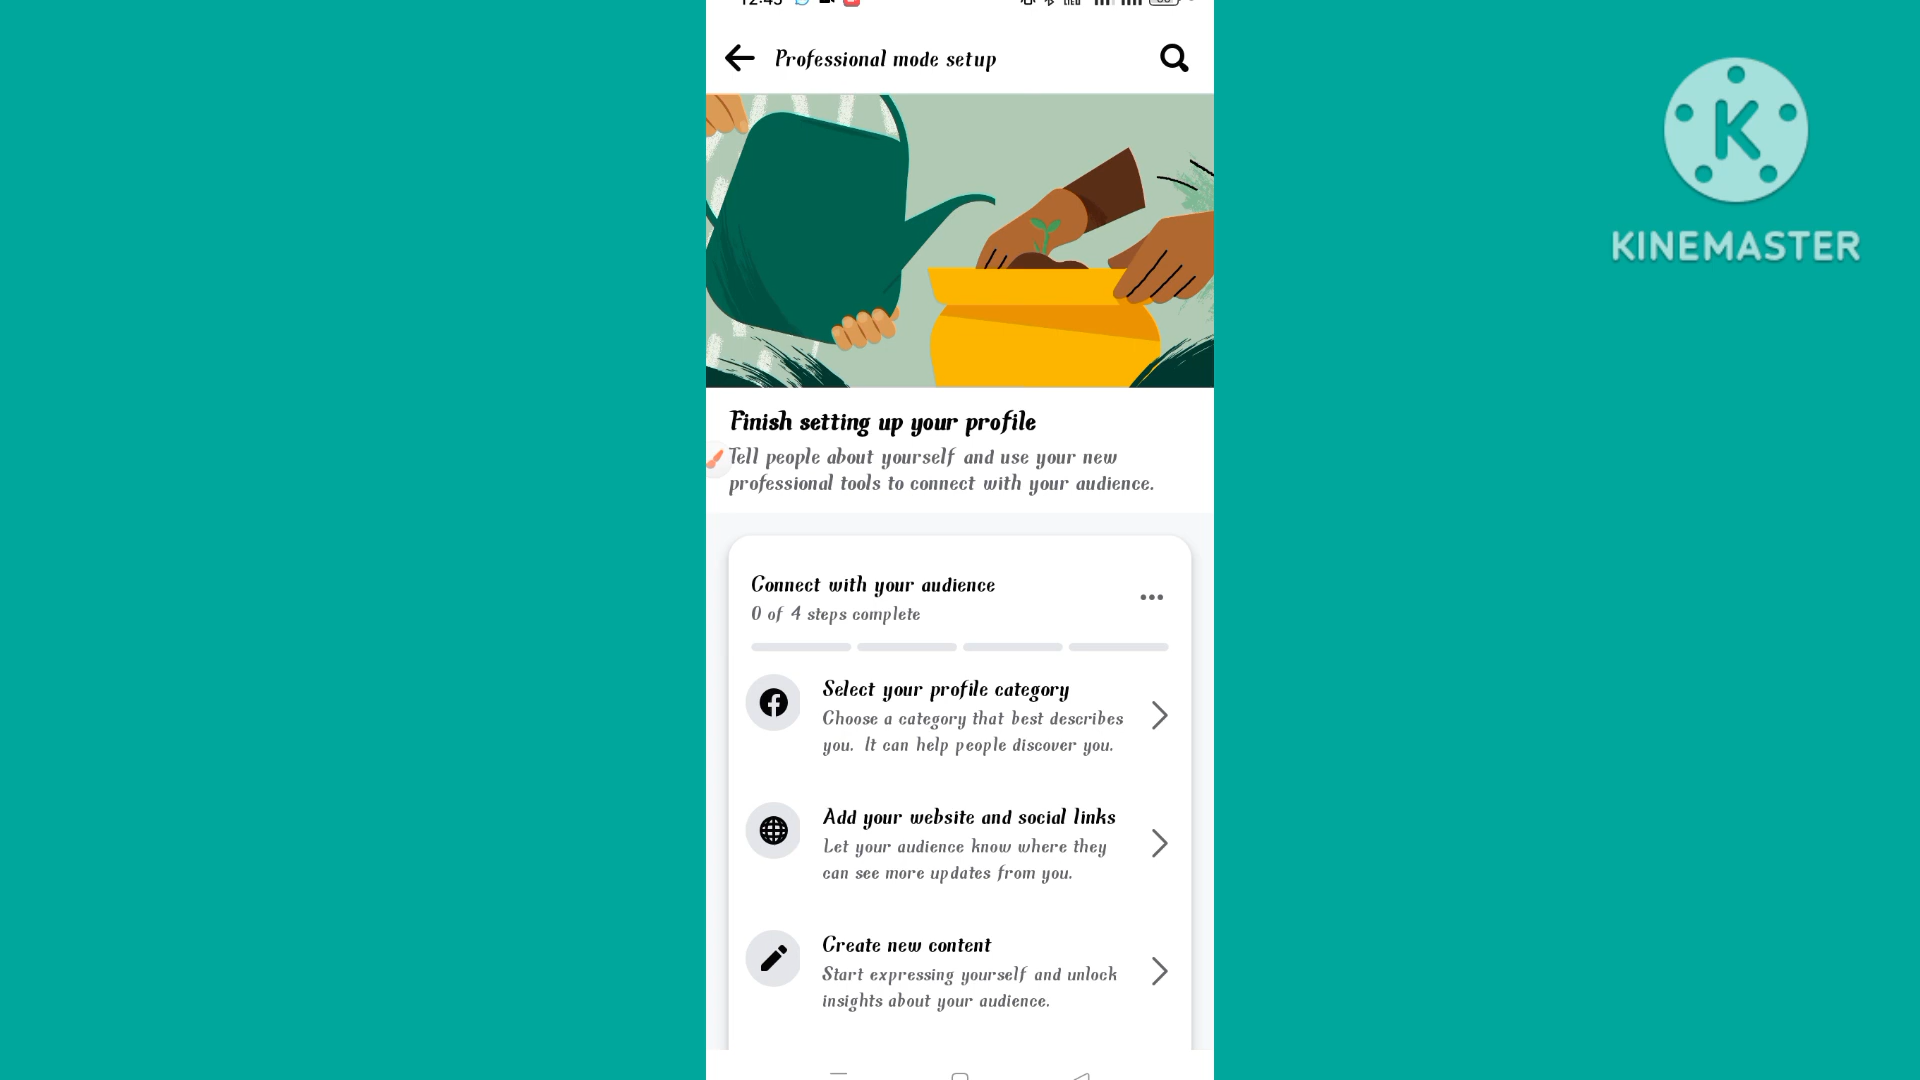 12:45
Professional mode setup
K
KINEMASTER
Finish setting up your profile
Tell people about yourself and use your new
professional tools to connect with your audience.
Connect with your audience
0 of 4 steps complete
Select your profile category
Choose a category that best describes
you. It can help people discover you.
Add your website and social links
Let your audience know where they
can see more updates from you.
Create new content
Start expressing yourself and unlock
insights about your audience.